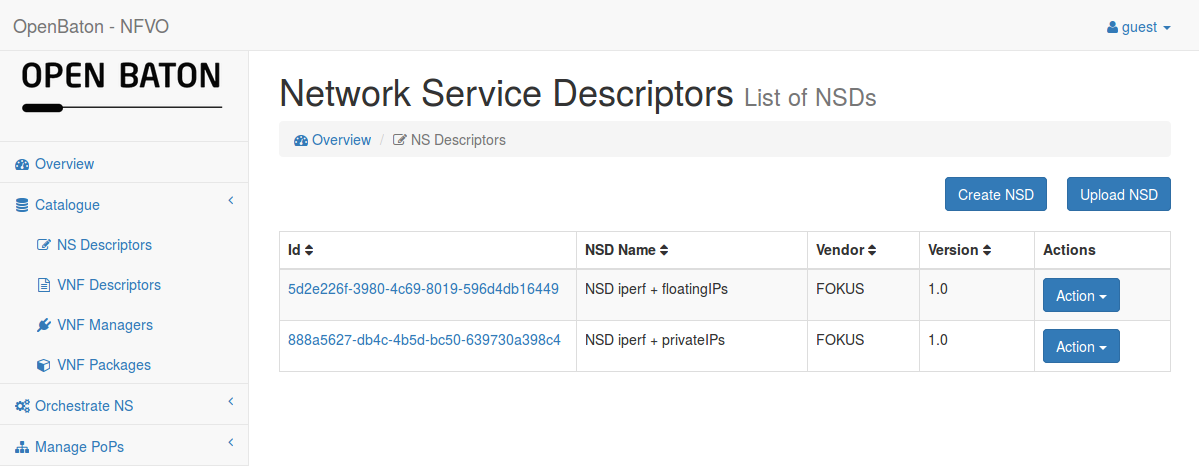 OpenBaton - NFVO
guest
OPEN BATON
Overview
Catalogue
NS Descriptors
VNF Descriptors
VNF Managers
VNF Packages
Orchestrate NS
Manage PoPs
Network Service Descriptors List of NSDs
Overview / NS Descriptors
Create NSD Upload NSD
Id NSD Name Vendor Version Actions
5d2e226f-3980-4c69-8019-596d4db16449 NSD iperf + floatingIPs FOKUS 1.0 Action
888a5627-db4c-4b5d-bc50-639730a398c4 NSD iperf + privateIPs FOKUS 1.0 Action